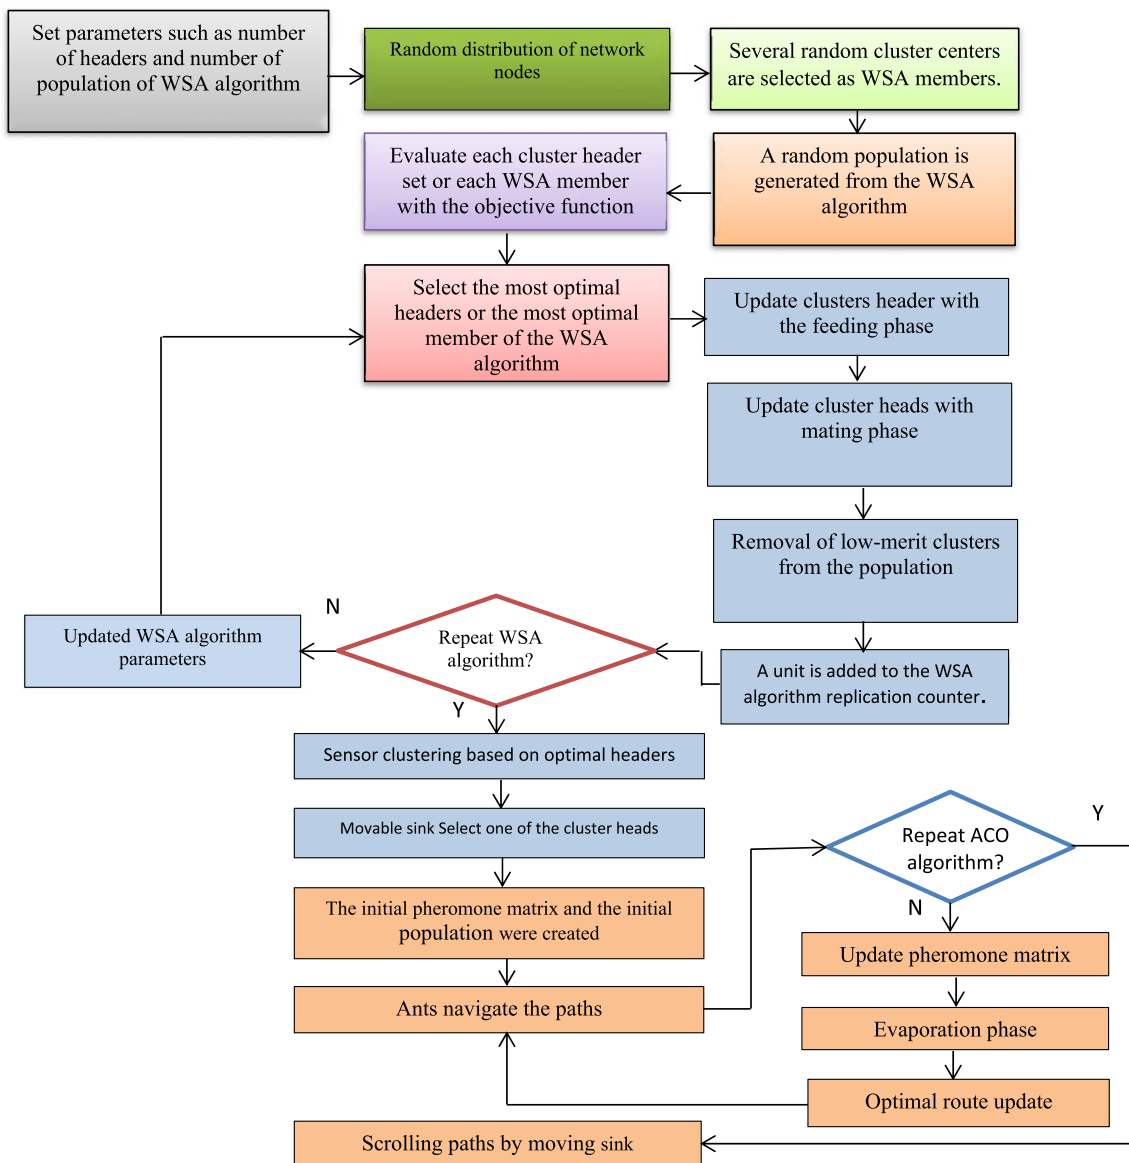 Set parameters such as number
of headers and number of
population of WSA algorithm
Random distribution of network
nodes
Several random cluster centers
are selected as WSA members.
Evaluate each cluster header
set or each WSA member
with the objective function
A random population is
generated from the WSA
algorithm
Select the most optimal
headers or the most optimal
member of the WSA
algorithm
Update clusters header with
the feeding phase
Update cluster heads with
mating phase
Removal of low-merit clusters
from the population
N
Updated WSA algorithm
parameters
Repeat WSA
algorithm?
A unit is added to the WSA
algorithm replication counter.
Y
Sensor clustering based on optimal headers
Movable sink Select one of the cluster heads
Repeat ACO
algorithm?
Y
N
The initial pheromone matrix and the initial
population were created
Update pheromone matrix
Ants navigate the paths
Evaporation phase
Optimal route update
Scrolling paths by moving sink